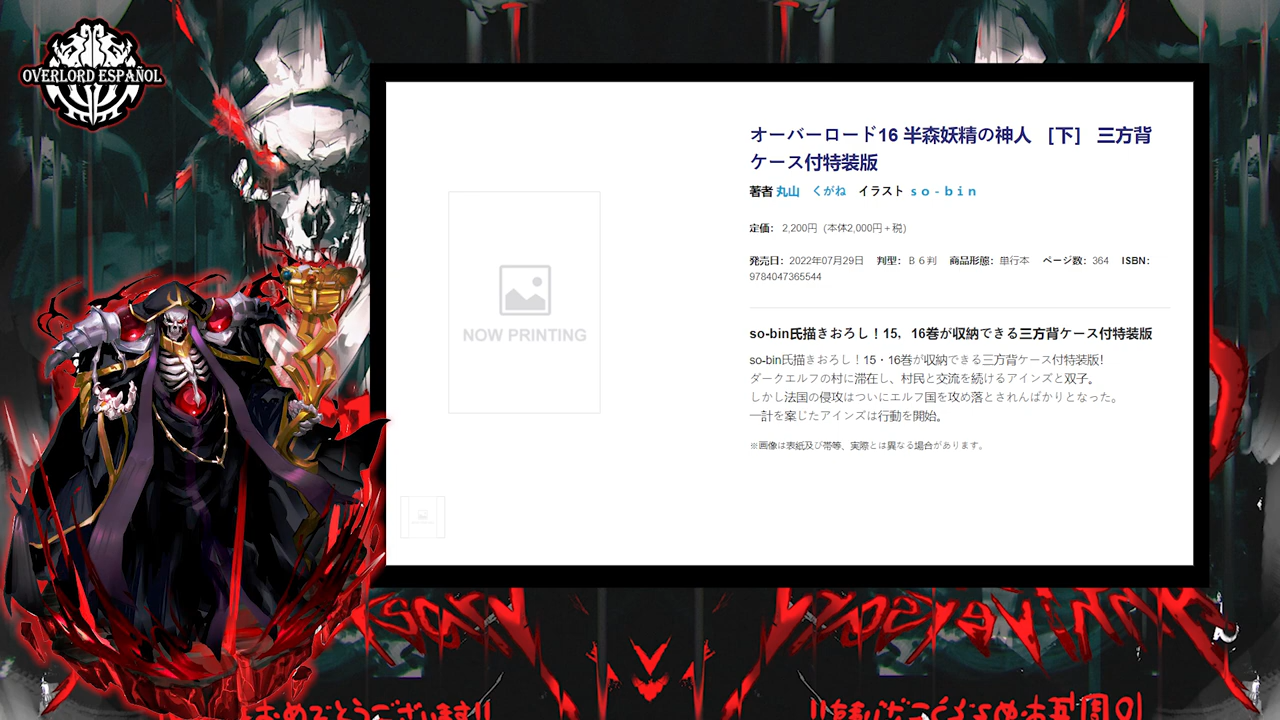 OVERLORD ESPAÑOL
オーバーロード16 半森妖精の神人 ［下］ 三方背
ケース付特装版
著者 丸山 くがね イラスト ｓｏ－ｂｉｎ
定価： 2,200円 (本体2,000円＋税)
発売日： 2022年07月29日 判型： Ｂ６判 商品形態： 単行本 ページ数： 364 ISBN：
9784047365544
NOW PRINTING
so-bin氏描きおろし！15，16巻が収納できる三方背ケース付特装版
so-bin氏描きおろし！15・16巻が収納できる三方背ケース付特装版！
ダークエルフの村に滞在し、村民と交流を続けるアインズと双子。
しかし法国の侵攻はついにエルフ国を攻め落とされんばかりとなった。
一計を案じたアインズは行動を開始。
※画像は表紙及び帯等、実際とは異なる場合があります。
おめでとうございます!!